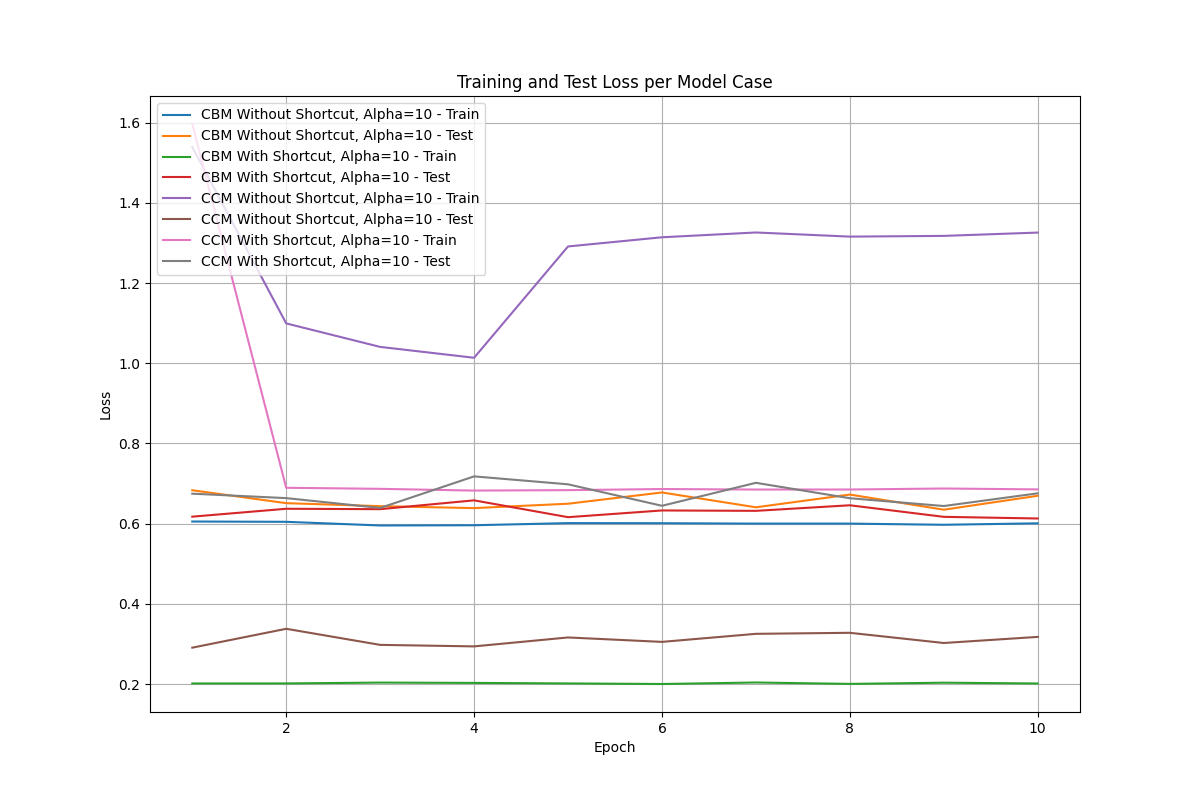 Training and Test Loss per Model Case
CBM Without Shortcut, Alpha=10 - Train
CBM Without Shortcut, Alpha=10 - Test
CBM With Shortcut, Alpha=10 - Train
CBM With Shortcut, Alpha=10 - Test
CCM Without Shortcut, Alpha=10 - Train
CCM Without Shortcut, Alpha=10 - Test
CCM With Shortcut, Alpha=10 - Train
CCM With Shortcut, Alpha=10 - Test
1.6
1.4
1.2
1.0
0.8
0.6
0.4
0.2
Loss
2 4 6 8 10
Epoch